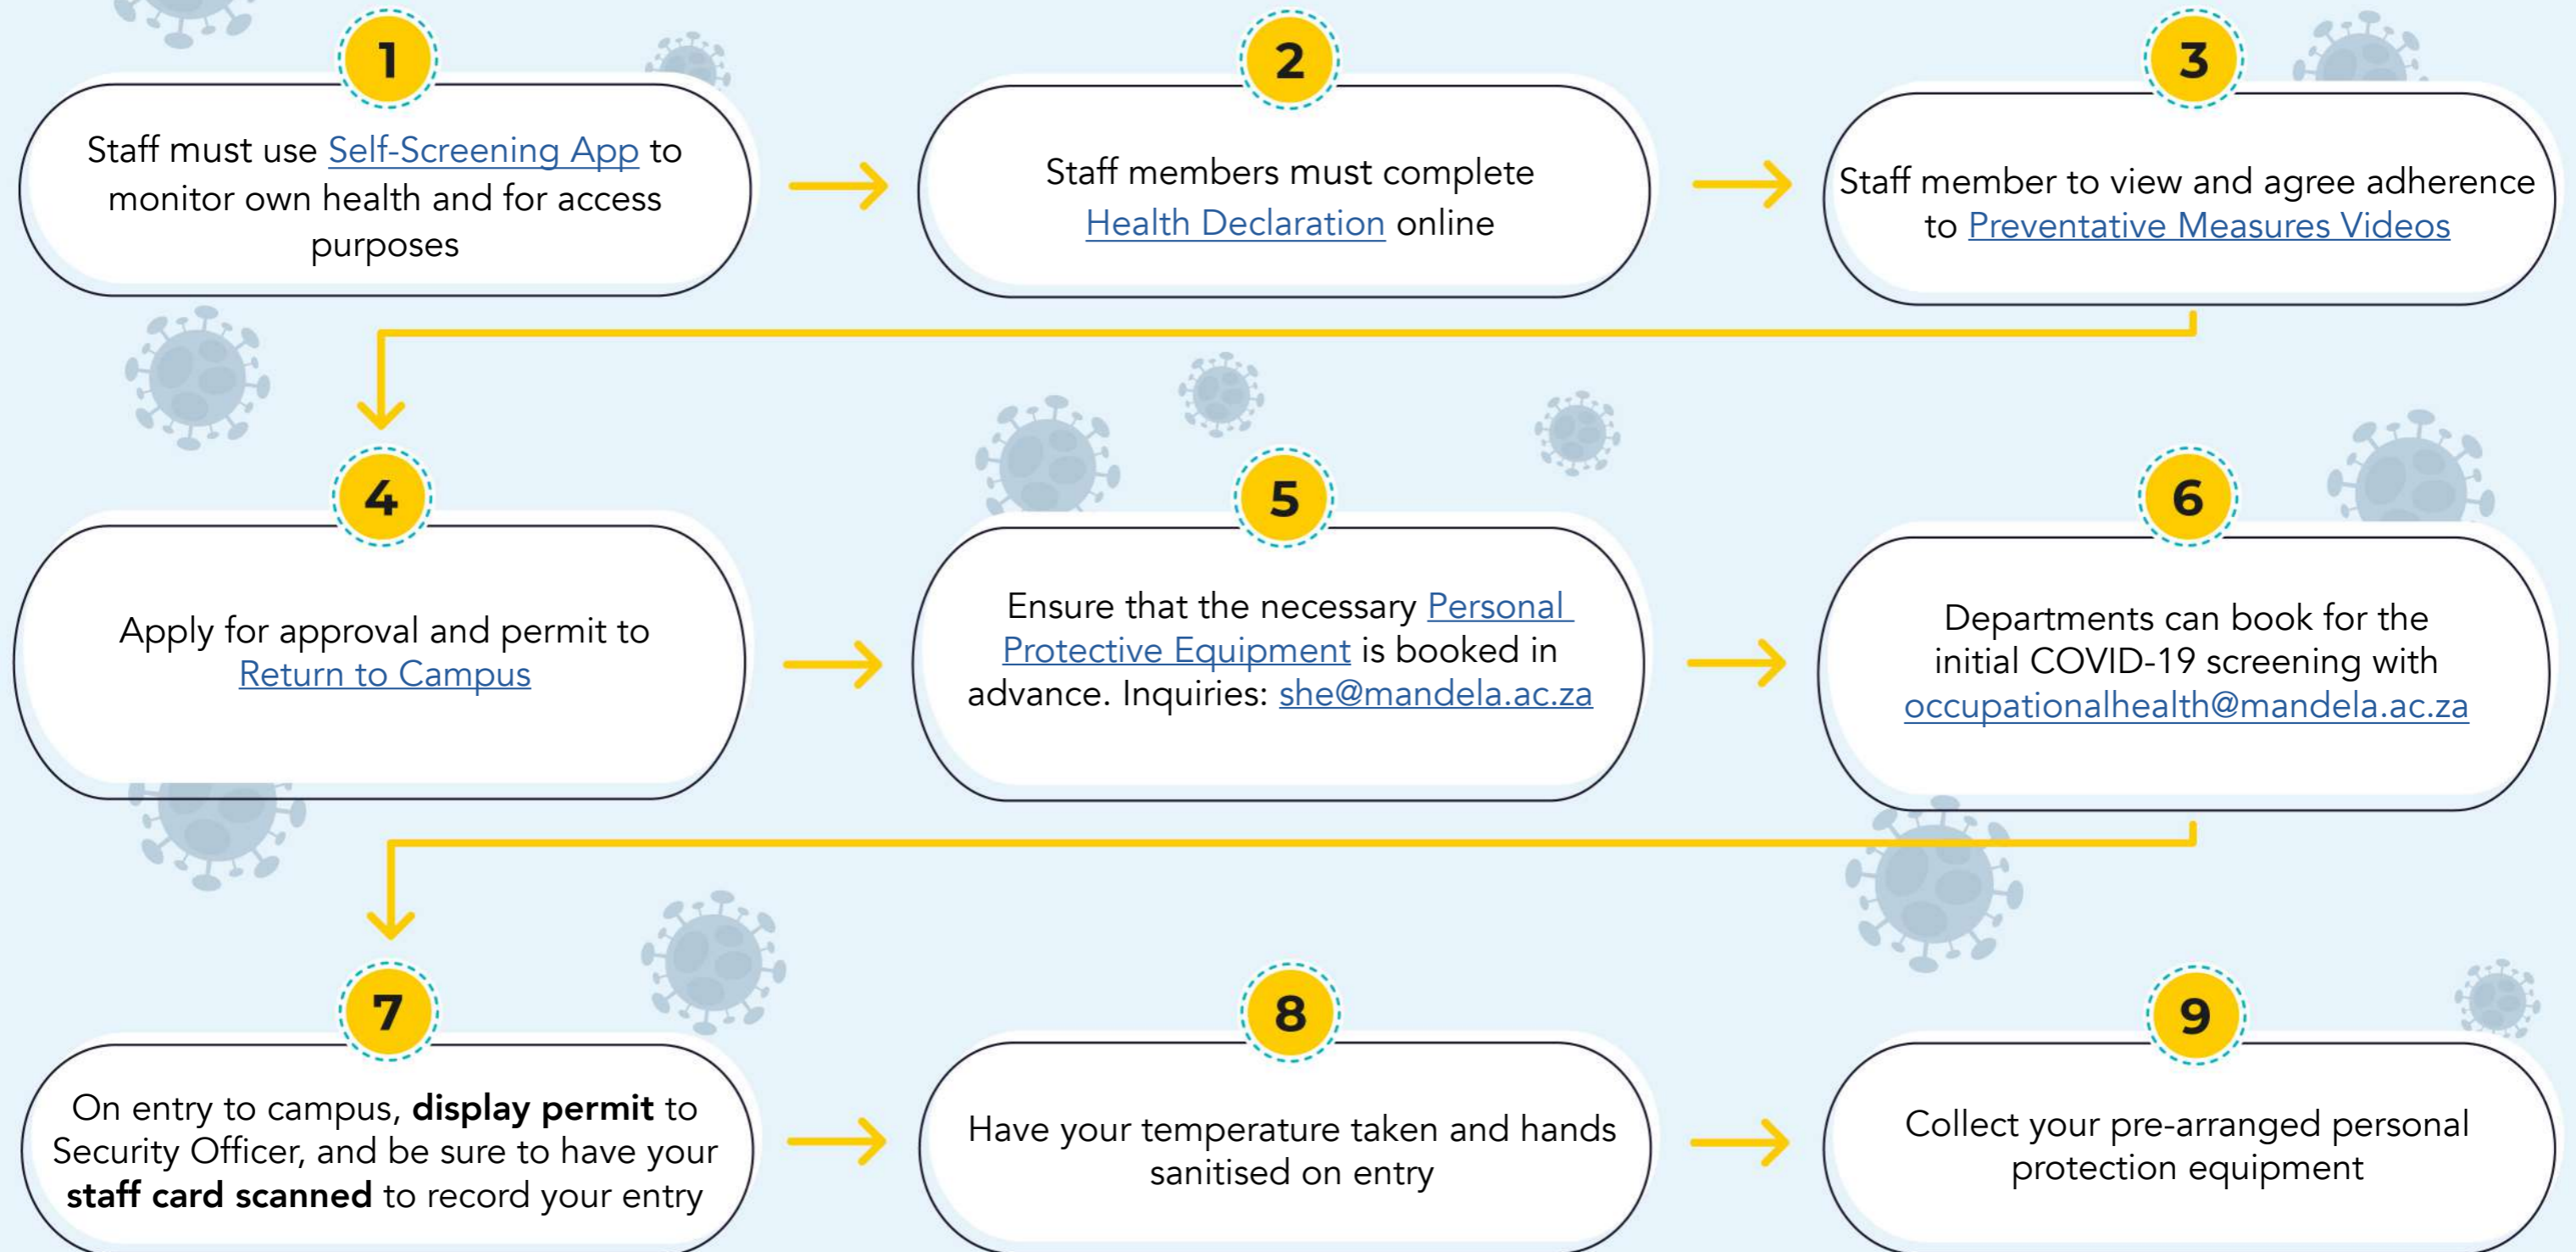 1
Staff must use Self-Screening App to
monitor own health and for access
purposes
2
Staff members must complete
Health Declaration online
3
Staff member to view and agree adherence
to Preventative Measures Videos
4
Apply for approval and permit to
Return to Campus
5
Ensure that the necessary Personal
Protective Equipment is booked in
advance. Inquiries: she@mandela.ac.za
6
Departments can book for the
initial COVID-19 screening with
occupationalhealth@mandela.ac.za
7
On entry to campus, display permit to
Security Officer, and be sure to have your
staff card scanned to record your entry
8
Have your temperature taken and hands
sanitised on entry
9
Collect your pre-arranged personal
protection equipment